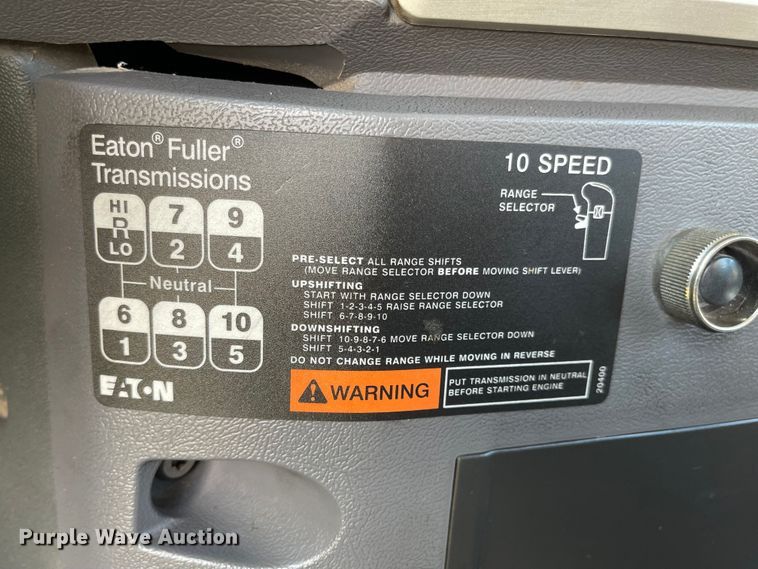 Eaton® Fuller®
Transmissions
10 SPEED
RANGE
SELECTOR
HI
R
LO
7
2
9
4
Neutral
6
1
8
3
10
5
EATON
PRE-SELECT ALL RANGE SHIFTS
(MOVE RANGE SELECTOR BEFORE MOVING SHIFT LEVER)
UPSHIFTING
START WITH RANGE SELECTOR DOWN
SHIFT 1-2-3-4-5 RAISE RANGE SELECTOR
SHIFT 6-7-8-9-10
DOWNSHIFTING
SHIFT 10-9-8-7-6 MOVE RANGE SELECTOR DOWN
SHIFT 5-4-3-2-1
DO NOT CHANGE RANGE WHILE MOVING IN REVERSE
WARNING
PUT TRANSMISSION IN NEUTRAL
BEFORE STARTING ENGINE
20400
Purple Wave Auction